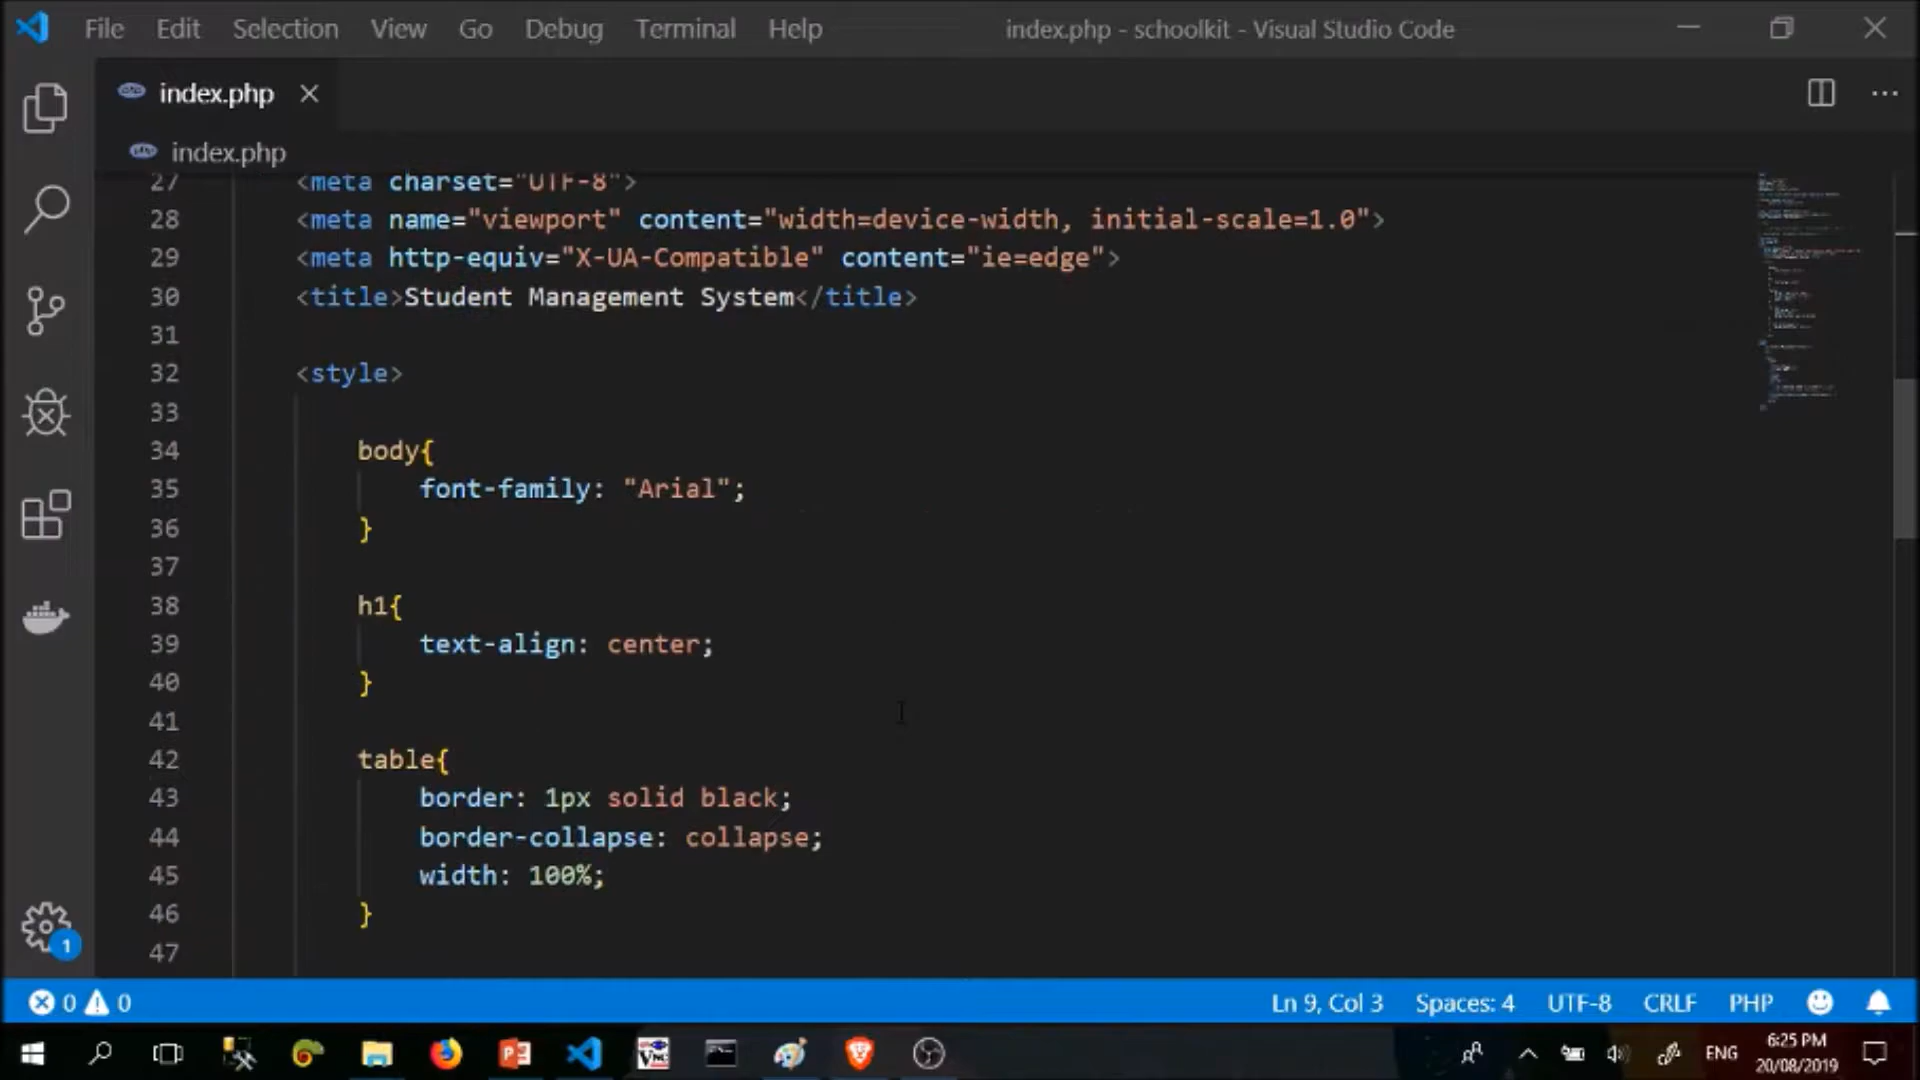 File Edit Selection View Go Debug Terminal Help index.php - schoolkit - Visual Studio Code
index.php
index.php
27 <meta charset="UTF-8">
28 <meta name="viewport" content="width=device-width, initial-scale=1.0">
29 <meta http-equiv="X-UA-Compatible" content="ie=edge">
30 <title>Student Management System</title>
31
32 <style>
33
34 body{
35 font-family: "Arial";
36 }
37
38 h1{
39 text-align: center;
40 }
41
42 table{
43 border: 1px solid black;
44 border-collapse: collapse;
45 width: 100%;
46 }
47
1
0 0 Ln 9, Col 3 Spaces: 4 UTF-8 CRLF PHP
ENG 6:25 PM
20/08/2019